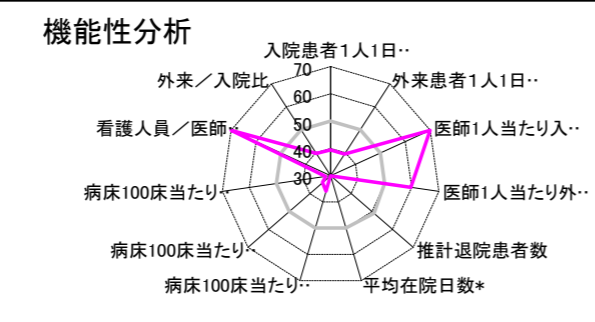 機能性分析
入院患者1人1日‥
外来患者1人1日‥
医師1人当たり入‥
医師1人当たり外‥
推計退院患者数
平均在院日数*
病床100床当たり‥
病床100床当たり‥
病床100床当たり‥
看護人員／医師‥
外来／入院比
70
60
50
40
30